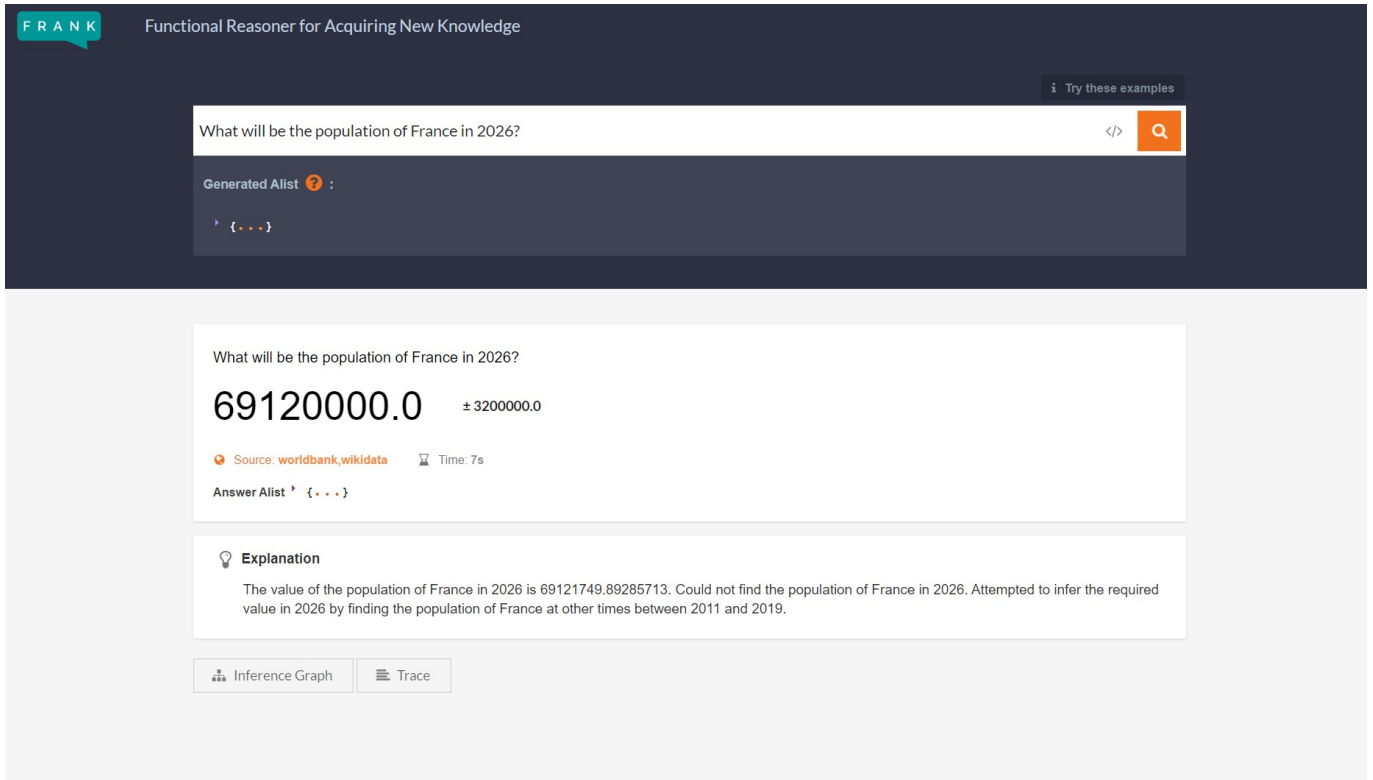 FRANK
Functional Reasoner for Acquiring New Knowledge
i Try these examples
What will be the population of France in 2026? </>
Generated Alist ? :
{...}
What will be the population of France in 2026?
69120000.0 ± 3200000.0
Source: worldbank,wikidata Time: 7s
Answer Alist {...}
Explanation
The value of the population of France in 2026 is 69121749.89285713. Could not find the population of France in 2026. Attempted to infer the required
value in 2026 by finding the population of France at other times between 2011 and 2019.
Inference Graph Trace